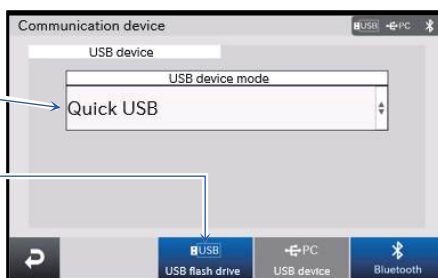 Communication device
USB PC
USB device
USB device mode
Quick USB
USB PC
USB flash drive USB device Bluetooth